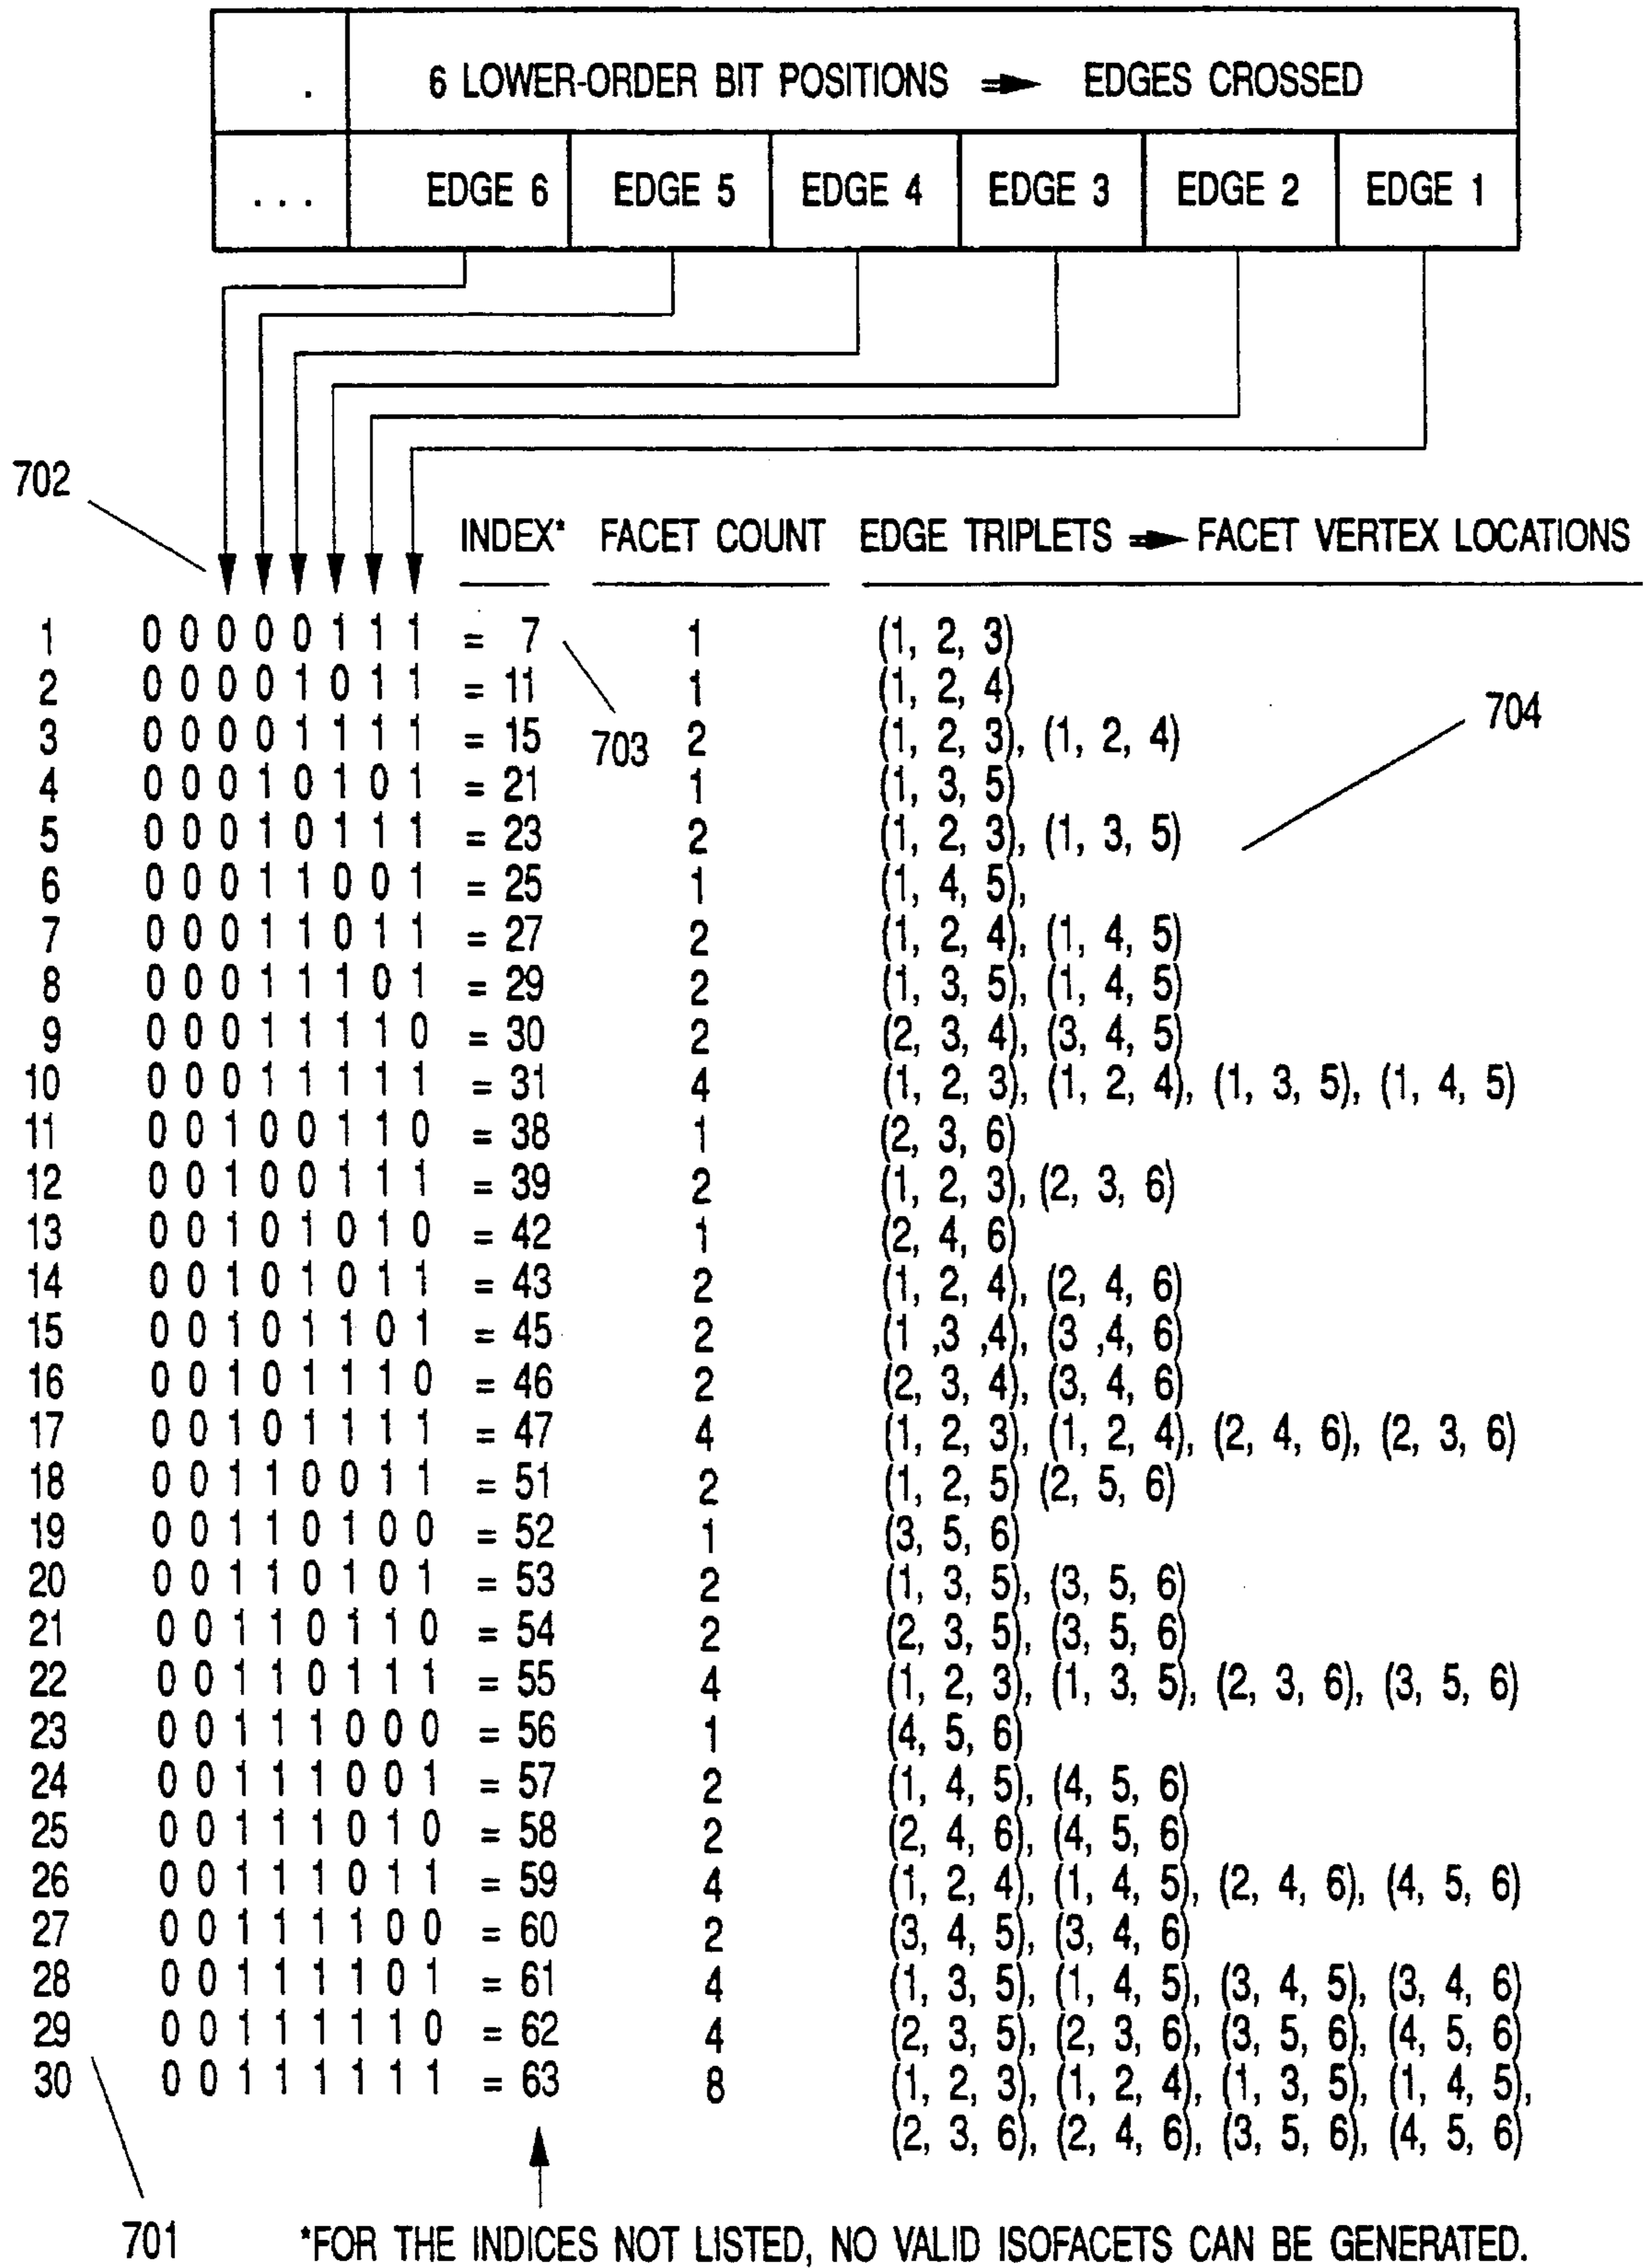 . 6 LOWER-ORDER BIT POSITIONS ➡ EDGES CROSSED
... EDGE 6 EDGE 5 EDGE 4 EDGE 3 EDGE 2 EDGE 1
702
INDEX* FACET COUNT EDGE TRIPLETS ➡ FACET VERTEX LOCATIONS
1 0 0 0 0 0 1 1 1 = 7 1 (1, 2, 3)
2 0 0 0 0 1 0 1 1 = 11 1 (1, 2, 4)
704
3 0 0 0 0 1 1 1 1 = 15 703 2 (1, 2, 3), (1, 2, 4)
4 0 0 0 1 0 1 0 1 = 21 1 (1, 3, 5)
5 0 0 0 1 0 1 1 1 = 23 2 (1, 2, 3), (1, 3, 5)
6 0 0 0 1 1 0 0 1 = 25 1 (1, 4, 5),
7 0 0 0 1 1 0 1 1 = 27 2 (1, 2, 4), (1, 4, 5)
8 0 0 0 1 1 1 0 1 = 29 2 (1, 3, 5), (1, 4, 5)
9 0 0 0 1 1 1 1 0 = 30 2 (2, 3, 4), (3, 4, 5)
10 0 0 0 1 1 1 1 1 = 31 4 (1, 2, 3), (1, 2, 4), (1, 3, 5), (1, 4, 5)
11 0 0 1 0 0 1 1 0 = 38 1 (2, 3, 6)
12 0 0 1 0 0 1 1 1 = 39 2 (1, 2, 3), (2, 3, 6)
13 0 0 1 0 1 0 1 0 = 42 1 (2, 4, 6)
14 0 0 1 0 1 0 1 1 = 43 2 (1, 2, 4), (2, 4, 6)
15 0 0 1 0 1 1 0 1 = 45 2 (1 ,3 ,4), (3 ,4, 6)
16 0 0 1 0 1 1 1 0 = 46 2 (2, 3, 4), (3, 4, 6)
17 0 0 1 0 1 1 1 1 = 47 4 (1, 2, 3), (1, 2, 4), (2, 4, 6), (2, 3, 6)
18 0 0 1 1 0 0 1 1 = 51 2 (1, 2, 5) (2, 5, 6)
19 0 0 1 1 0 1 0 0 = 52 1 (3, 5, 6)
20 0 0 1 1 0 1 0 1 = 53 2 (1, 3, 5), (3, 5, 6)
21 0 0 1 1 0 1 1 0 = 54 2 (2, 3, 5), (3, 5, 6)
22 0 0 1 1 0 1 1 1 = 55 4 (1, 2, 3), (1, 3, 5), (2, 3, 6), (3, 5, 6)
23 0 0 1 1 1 0 0 0 = 56 1 (4, 5, 6)
24 0 0 1 1 1 0 0 1 = 57 2 (1, 4, 5), (4, 5, 6)
25 0 0 1 1 1 0 1 0 = 58 2 (2, 4, 6), (4, 5, 6)
26 0 0 1 1 1 0 1 1 = 59 4 (1, 2, 4), (1, 4, 5), (2, 4, 6), (4, 5, 6)
27 0 0 1 1 1 1 0 0 = 60 2 (3, 4, 5), (3, 4, 6)
28 0 0 1 1 1 1 0 1 = 61 4 (1, 3, 5), (1, 4, 5), (3, 4, 5), (3, 4, 6)
29 0 0 1 1 1 1 1 0 = 62 4 (2, 3, 5), (2, 3, 6), (3, 5, 6), (4, 5, 6)
30 0 0 1 1 1 1 1 1 = 63 8 (1, 2, 3), (1, 2, 4), (1, 3, 5), (1, 4, 5),
(2, 3, 6), (2, 4, 6), (3, 5, 6), (4, 5, 6)
701 *FOR THE INDICES NOT LISTED, NO VALID ISOFACETS CAN BE GENERATED.